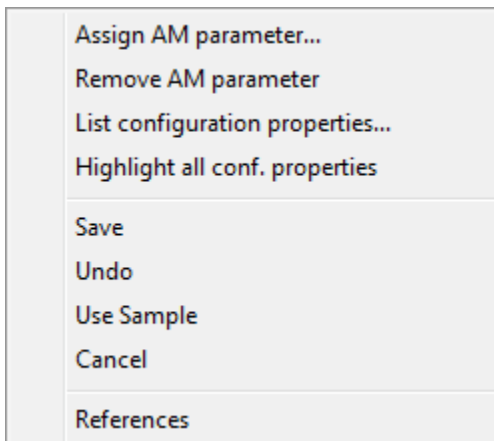 Assign AM parameter...
Remove AM parameter
List configuration properties...
Highlight all conf. properties
Save
Undo
Use Sample
Cancel
References